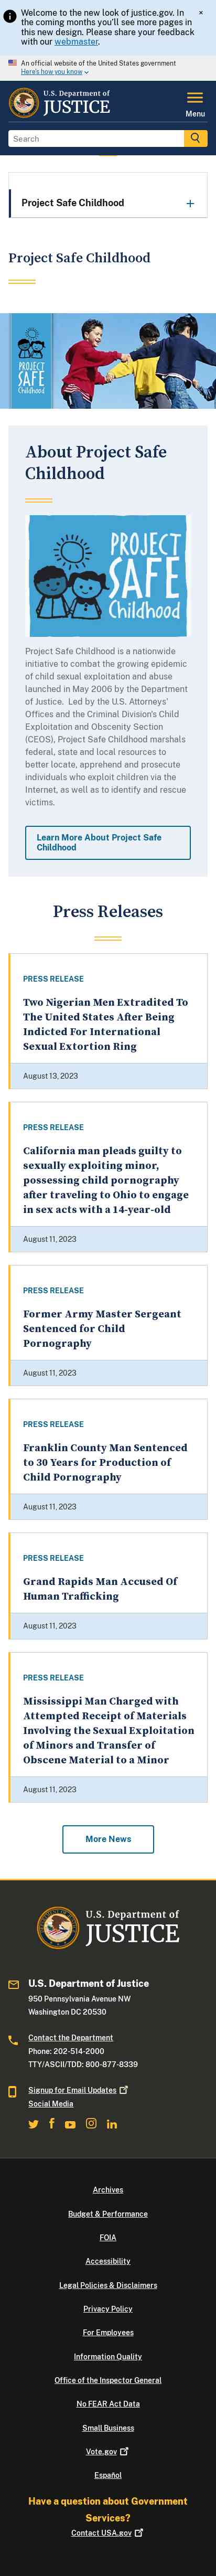 Welcome to the new look of justice.gov. In
the coming months you'll see more pages in
this new design. Please share your feedback
with the webmaster.
×
An official website of the United States government
Here's how you know
U.S. Department of
JUSTICE
Menu
Search
Project Safe Childhood
Project Safe Childhood
PROJECT
SAFE
Childhood
About Project Safe
Childhood
PROJECT
SAFE
Childhood
Project Safe Childhood is a nationwide
initiative to combat the growing epidemic
of child sexual exploitation and abuse
launched in May 2006 by the Department
of Justice. Led by the U.S. Attorneys'
Offices and the Criminal Division's Child
Exploitation and Obscenity Section
(CEOS), Project Safe Childhood marshals
federal, state and local resources to
better locate, apprehend and prosecute
individuals who exploit children via the
Internet, as well as to identify and rescue
victims.
Learn More About Project Safe
Childhood
Press Releases
PRESS RELEASE
Two Nigerian Men Extradited To
The United States After Being
Indicted For International
Sexual Extortion Ring
August 13, 2023
PRESS RELEASE
California man pleads guilty to
sexually exploiting minor,
possessing child pornography
after traveling to Ohio to engage
in sex acts with a 14-year-old
August 11, 2023
PRESS RELEASE
Former Army Master Sergeant
Sentenced for Child
Pornography
August 11, 2023
PRESS RELEASE
Franklin County Man Sentenced
to 30 Years for Production of
Child Pornography
August 11, 2023
PRESS RELEASE
Grand Rapids Man Accused Of
Human Trafficking
August 11, 2023
PRESS RELEASE
Mississippi Man Charged with
Attempted Receipt of Materials
Involving the Sexual Exploitation
of Minors and Transfer of
Obscene Material to a Minor
August 11, 2023
More News
U.S. Department of
JUSTICE
U.S. Department of Justice
950 Pennsylvania Avenue NW
Washington DC 20530
Contact the Department
Phone: 202-514-2000
TTY/ASCII/TDD: 800-877-8339
Signup for Email Updates
Social Media
Archives
Budget & Performance
FOIA
Accessibility
Legal Policies & Disclaimers
Privacy Policy
For Employees
Information Quality
Office of the Inspector General
No FEAR Act Data
Small Business
Vote.gov
Español
Have a question about Government
Services?
Contact USA.gov